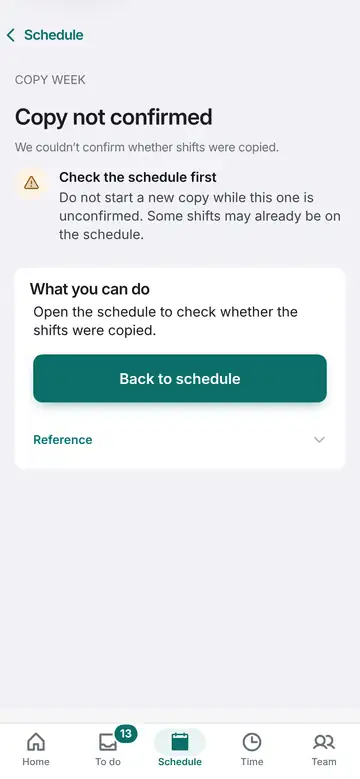 Schedule
COPY WEEK
Copy not confirmed
We couldn’t confirm whether shifts were copied.
Check the schedule first
Do not start a new copy while this one is
unconfirmed. Some shifts may already be on
the schedule.
What you can do
Open the schedule to check whether the
shifts were copied.
Back to schedule
Reference
13
Home
To do
Schedule
Time
Team